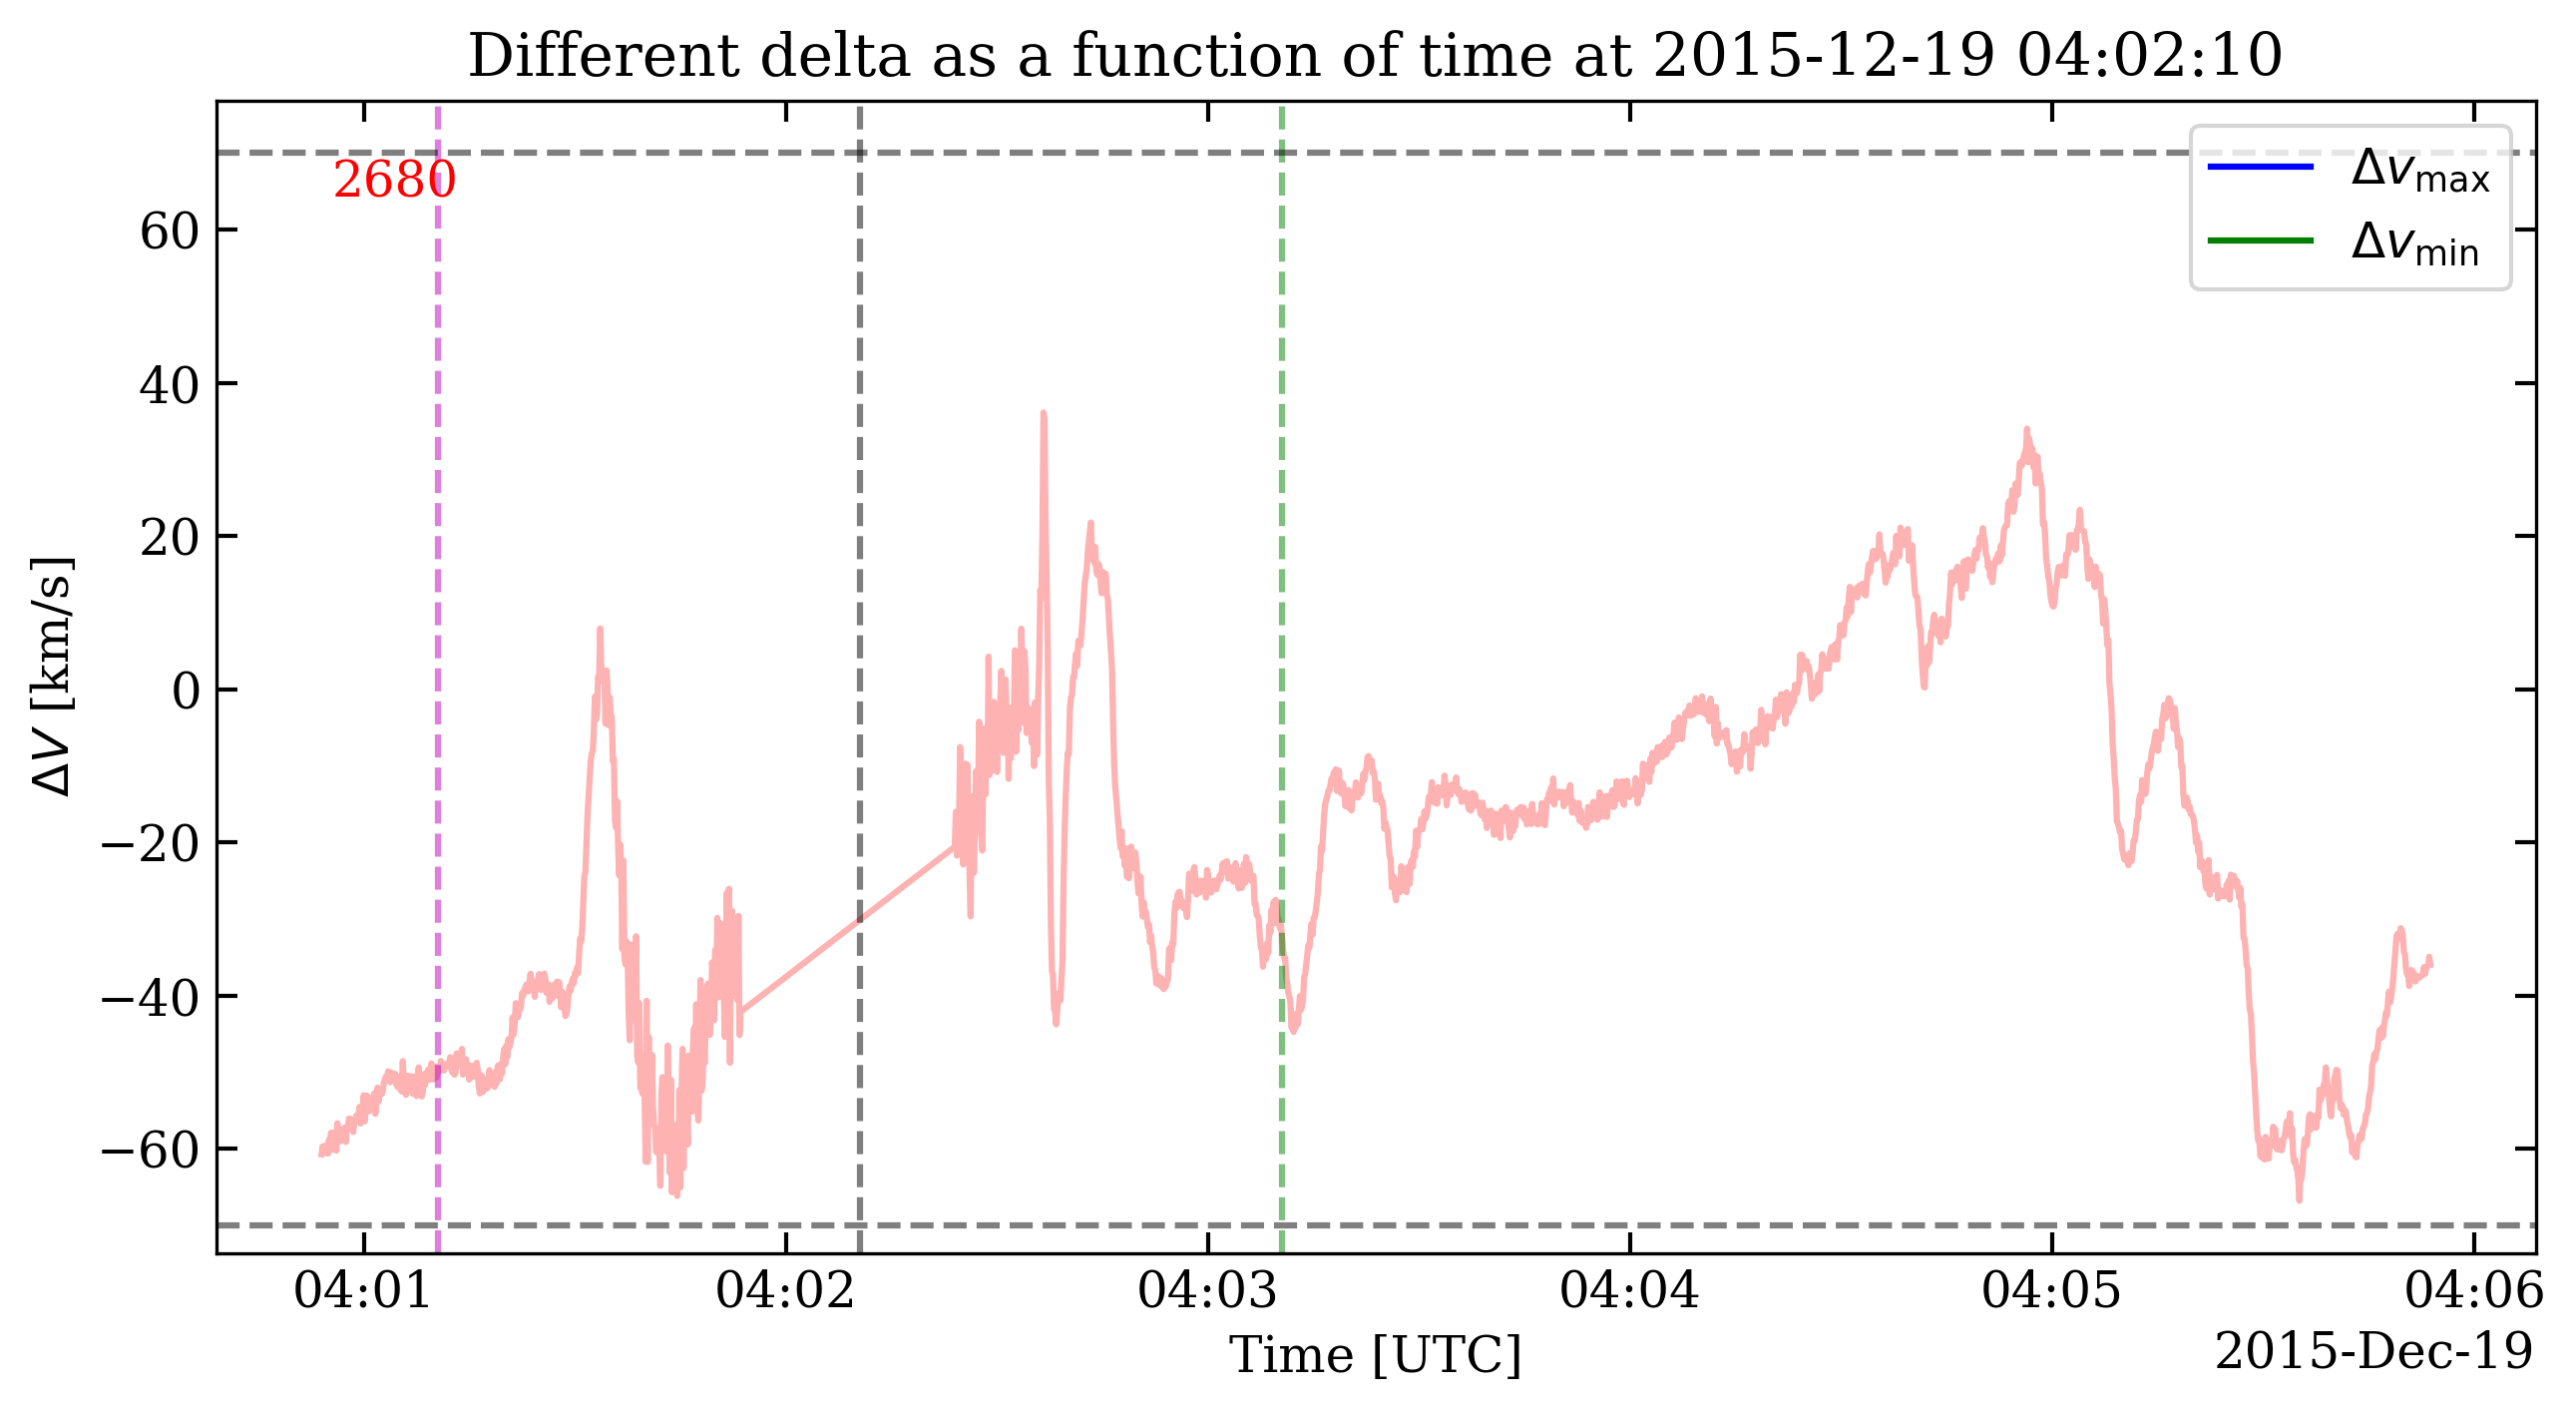 Different delta as a function of time at 2015-12-19 04:02:10
2680
Δv_max
Δv_min
60
40
20
0
−20
−40
−60
ΔV [km/s]
04:01 04:02 04:03 04:04 04:05 04:06
Time [UTC]
2015-Dec-19